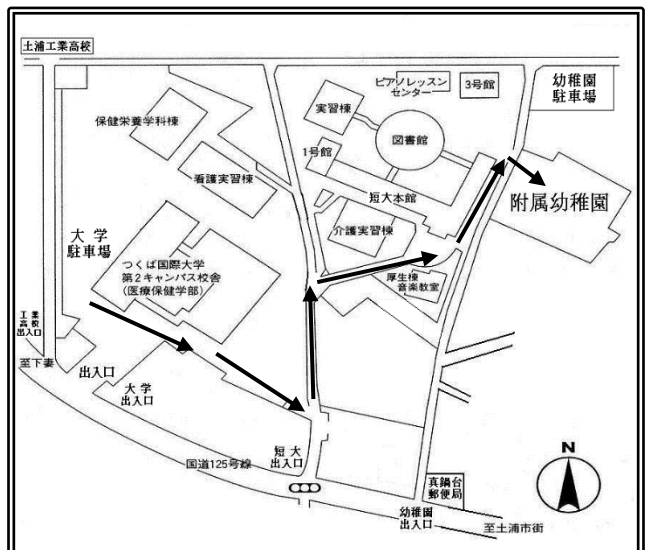 土浦工業高校
ピアノレッスン
センター
3号館
幼稚園
駐車場
実習棟
保健栄養学科棟
図書館
1号館
看護実習棟
短大本館
附属幼稚園
介護実習棟
大学
駐車場
つくば国際大学
第2キャンパス校舎
(医療保健学部)
厚生棟
音楽教室
工業
高校
出入口
至下妻
出入口
大学
出入口
国道125号線
短大
出入口
真鍋台
郵便局
幼稚園
出入口
至土浦市街
N